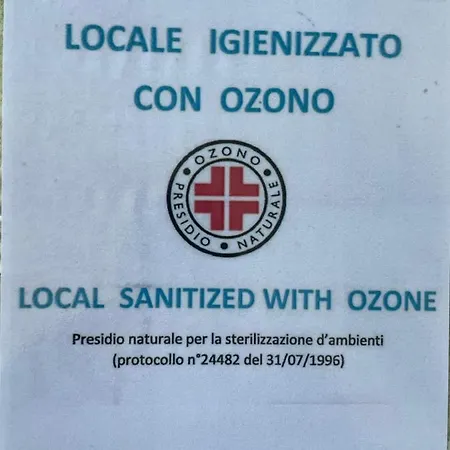 LOCALE IGIENIZZATO
CON OZONO
OZONO
PRESIDIO NATURALE
LOCAL SANITIZED WITH OZONE
Presidio naturale per la sterilizzazione d'ambienti
(protocollo n°24482 del 31/07/1996)